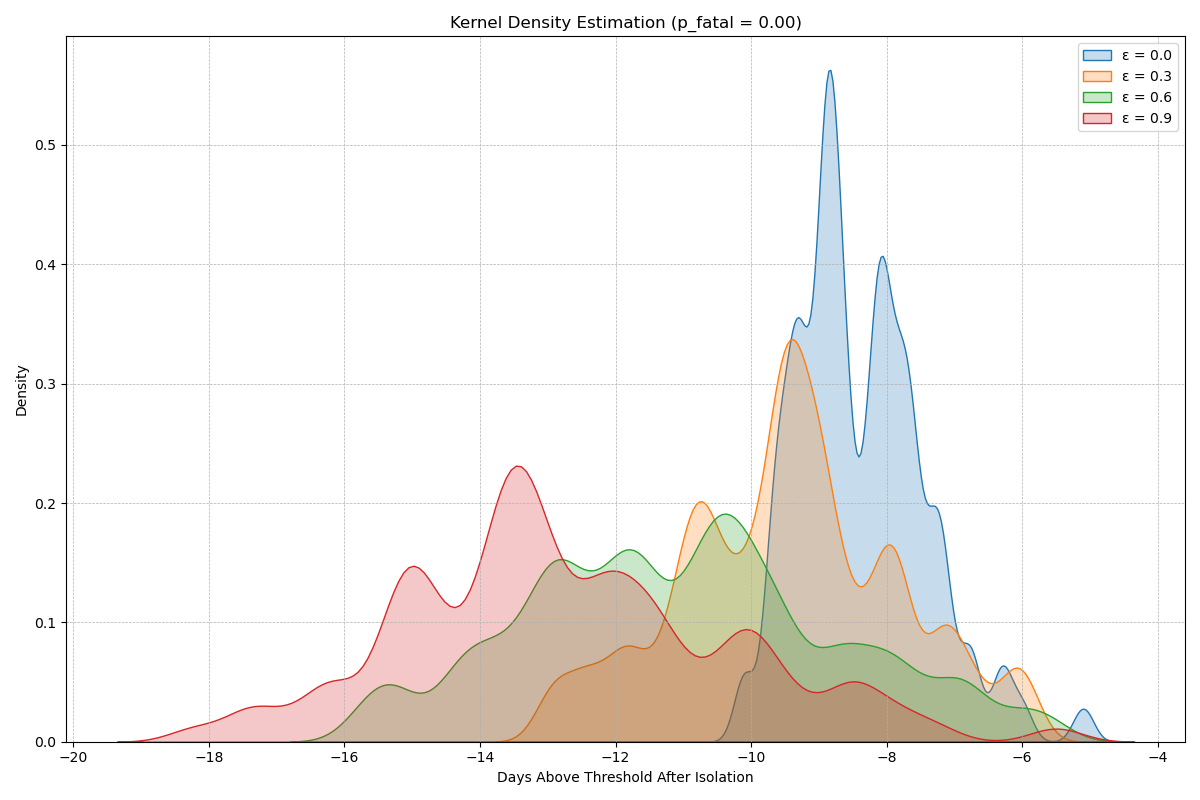 Kernel Density Estimation (p_fatal = 0.00)
ε = 0.0
ε = 0.3
ε = 0.6
ε = 0.9
Density
0.5
0.4
0.3
0.2
0.1
0.0
−20 −18 −16 −14 −12 −10 −8 −6 −4
Days Above Threshold After Isolation